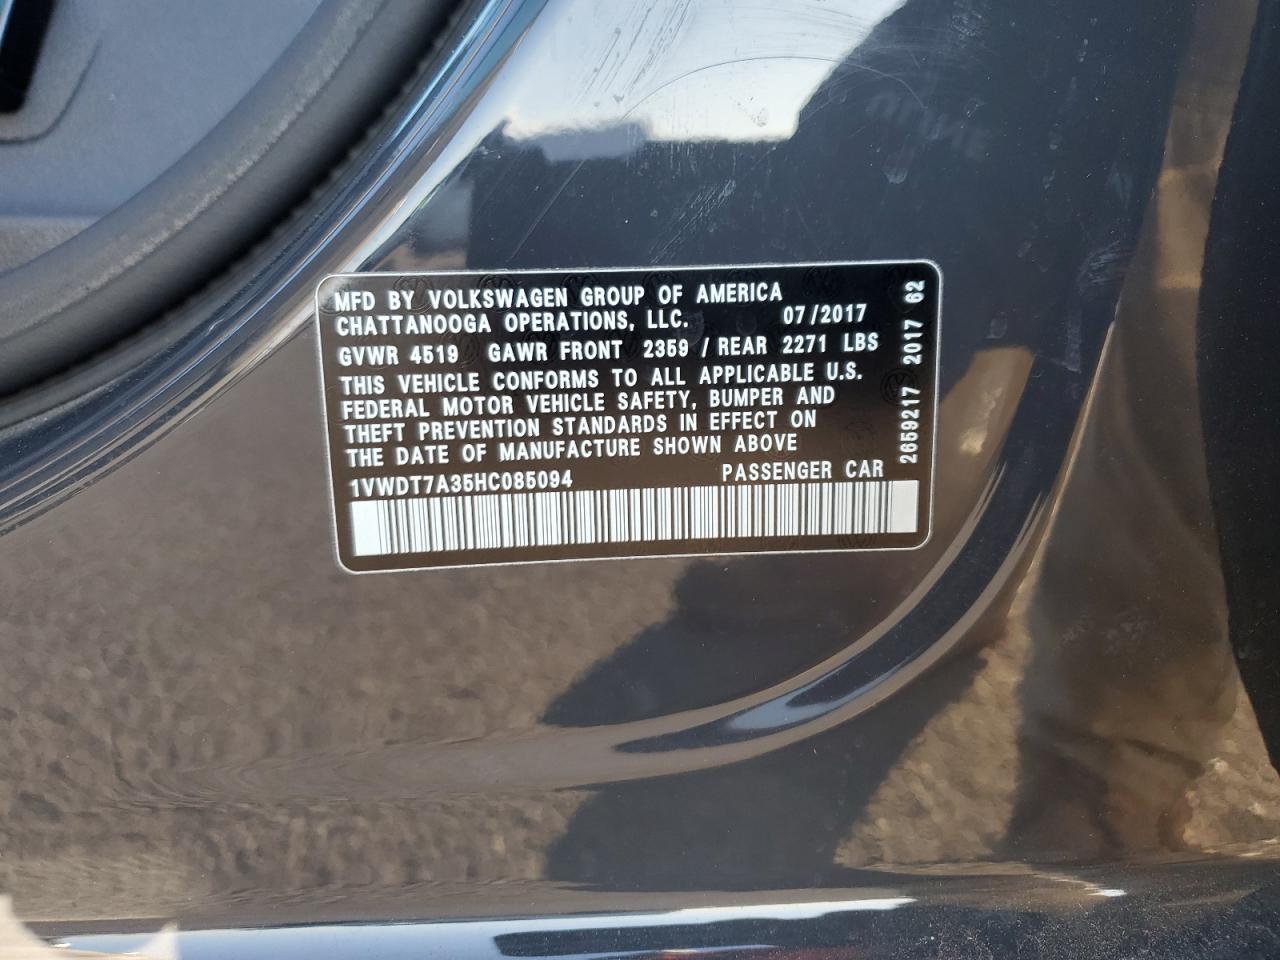 MFD BY VOLKSWAGEN GROUP OF AMERICA
CHATTANOOGA OPERATIONS, LLC. 07/2017
GVWR 4519 GAWR FRONT 2359 / REAR 2271 LBS
THIS VEHICLE CONFORMS TO ALL APPLICABLE U.S.
FEDERAL MOTOR VEHICLE SAFETY, BUMPER AND
THEFT PREVENTION STANDARDS IN EFFECT ON
THE DATE OF MANUFACTURE SHOWN ABOVE
1VWDT7A35HC085094 PASSENGER CAR
2659217 2017 62